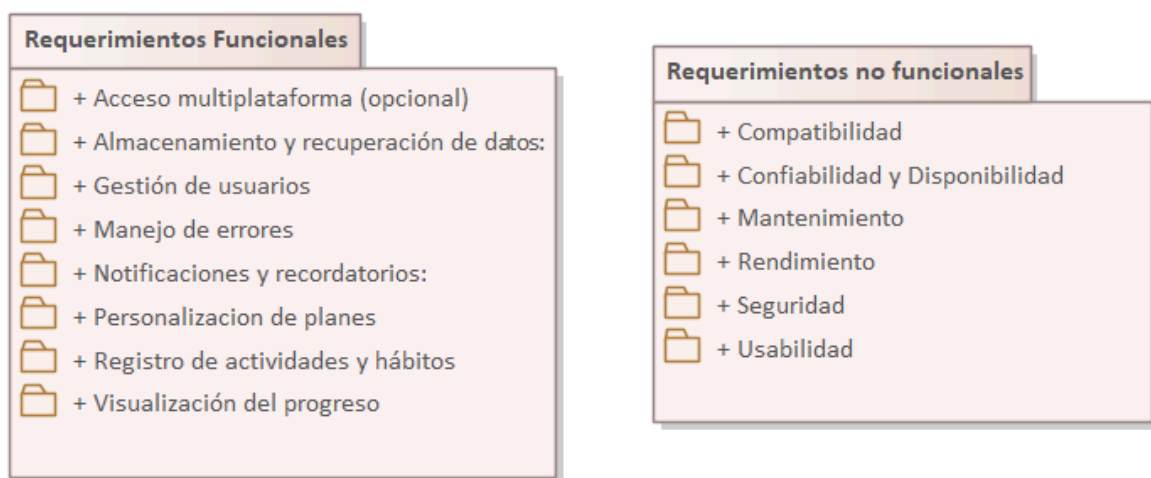 Requerimientos Funcionales
+ Acceso multiplataforma (opcional)
+ Almacenamiento y recuperación de datos:
+ Gestión de usuarios
+ Manejo de errores
+ Notificaciones y recordatorios:
+ Personalizacion de planes
+ Registro de actividades y hábitos
+ Visualización del progreso
Requerimientos no funcionales
+ Compatibilidad
+ Confiabilidad y Disponibilidad
+ Mantenimiento
+ Rendimiento
+ Seguridad
+ Usabilidad